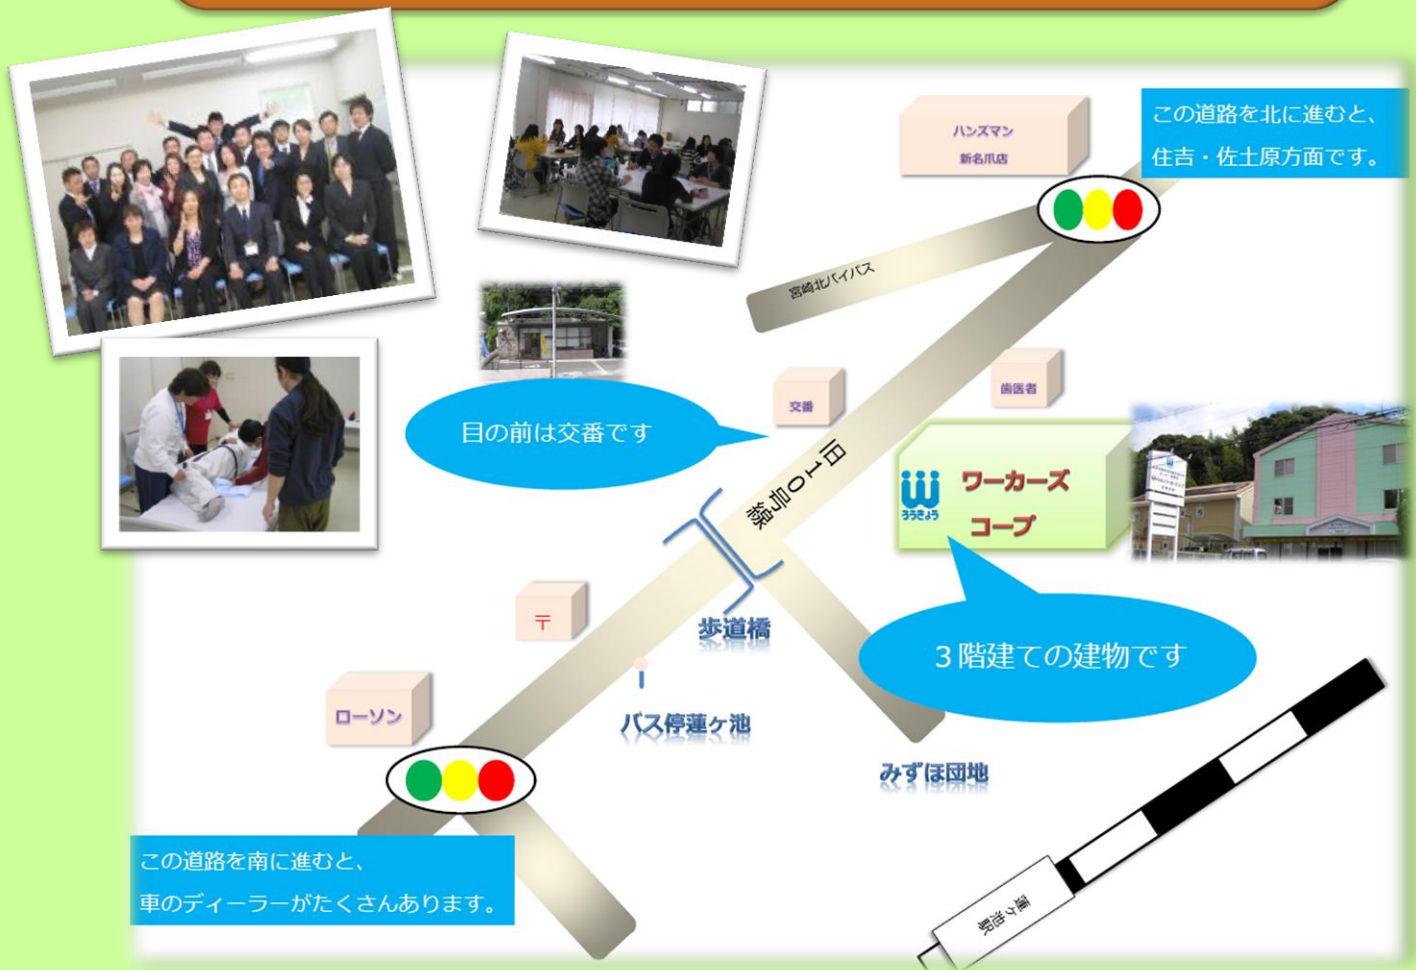 ハンズマン
新名爪店
この道路を北に進むと、
住吉・佐土原方面です。
宮崎北バイパス
歯医者
交番
目の前は交番です
旧10号線
ろうきょう
ワーカーズ
コープ
〒
歩道橋
3階建ての建物です
ローソン
バス停蓮ヶ池
みずほ団地
この道路を南に進むと、
車のディーラーがたくさんあります。
蓮ヶ池駅